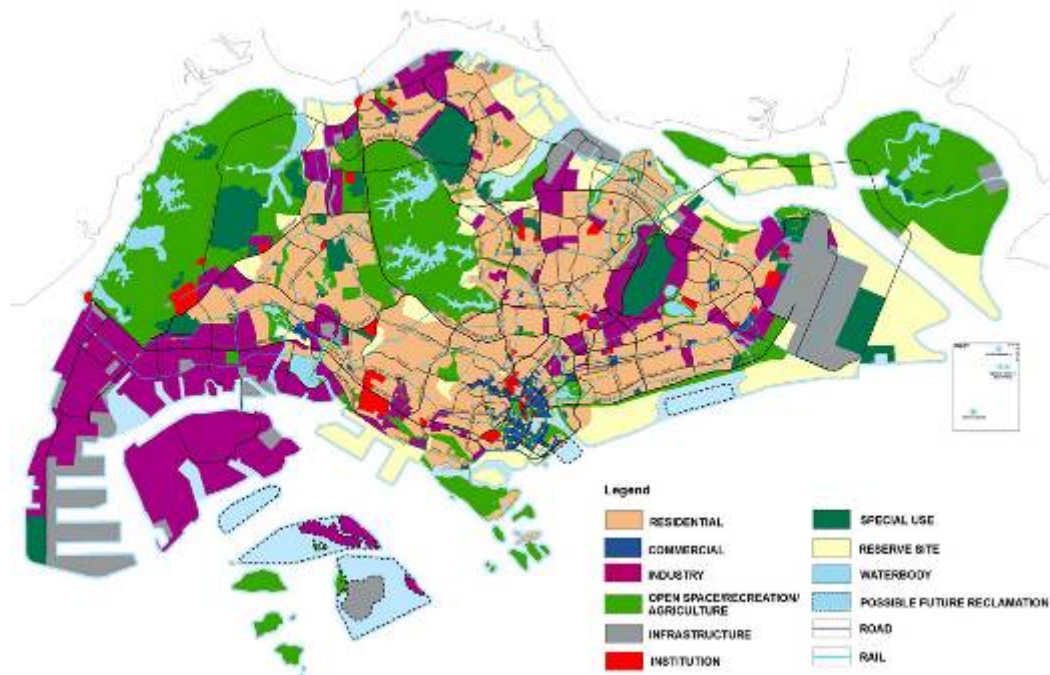 Legend
RESIDENTIAL
COMMERCIAL
INDUSTRY
OPEN SPACE/RECREATION/
AGRICULTURE
INFRASTRUCTURE
INSTITUTION
SPECIAL USE
RESERVE SITE
WATERBODY
POSSIBLE FUTURE RECLAMATION
ROAD
RAIL